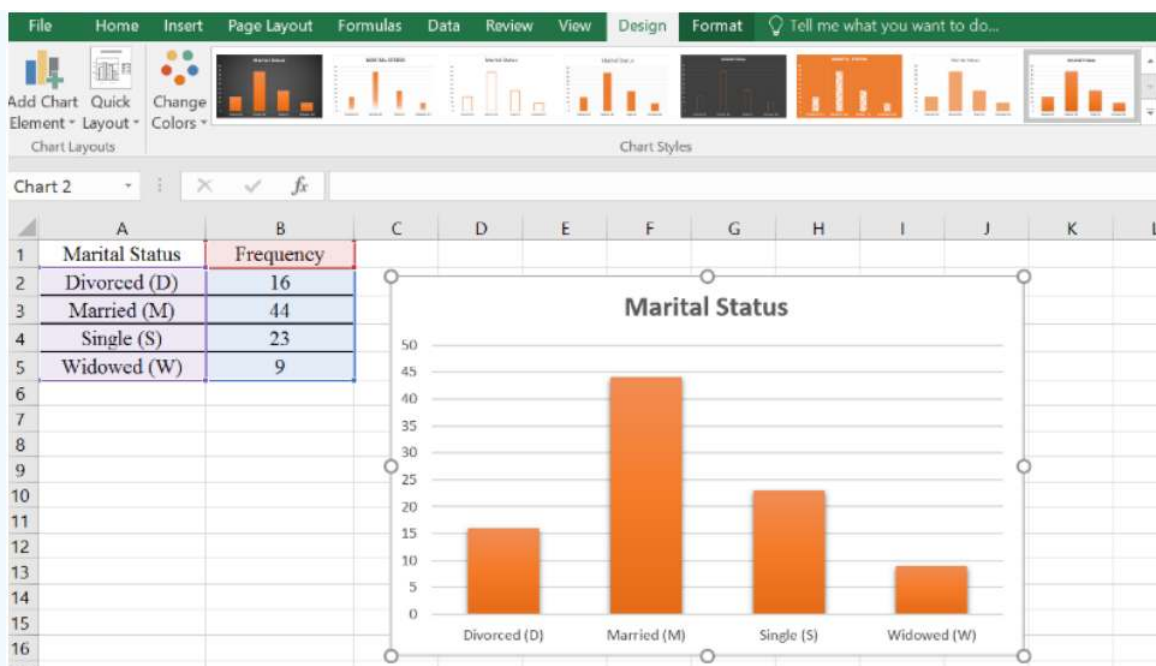 File Home Insert Page Layout Formulas Data Review View Design Format Tell me what you want to do...
Add Chart Element Quick Layout Change Colors
Chart Layouts Chart Styles
Chart 2 fx
A B C D E F G H I J K L
1 Marital Status Frequency
2 Divorced (D) 16
3 Married (M) 44
4 Single (S) 23
5 Widowed (W) 9
6
7
8
9
10
11
12
13
14
15
16
Marital Status
50
45
40
35
30
25
20
15
10
5
0
Divorced (D) Married (M) Single (S) Widowed (W)